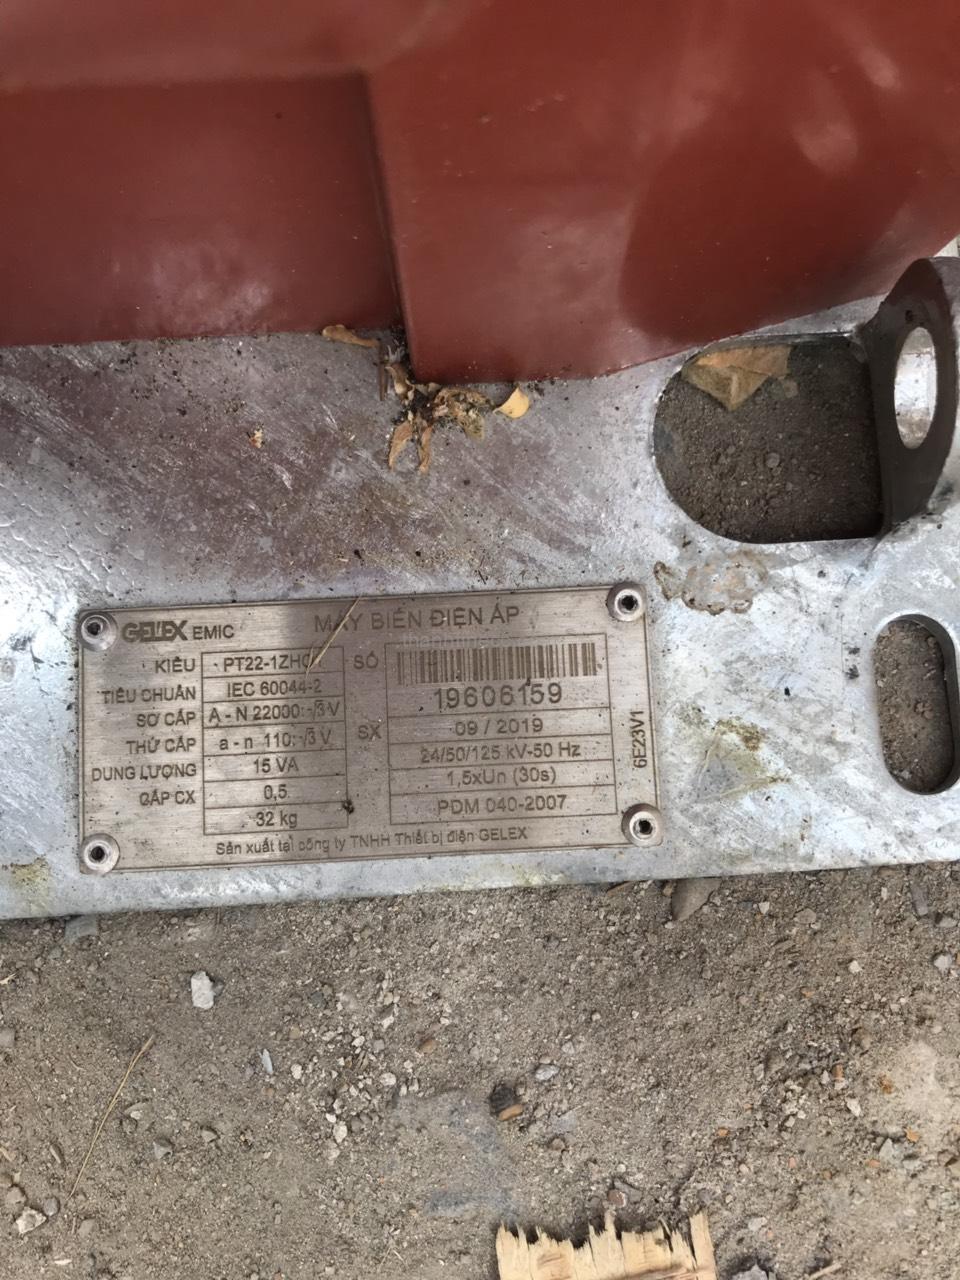 GELEX EMIC MÁY BIẾN ĐIỆN ÁP
KIỂU
TIÊU CHUẨN IEC 60044-2
SƠ CẤP A - N 22000:√3 V
THỨ CẤP a - n 110:√3 V
DUNG LƯỢNG 15 VA
CẤP CX 0,5
32 kg
SỐ 19606159
SX 09 / 2019
24/50/125 kV-50 Hz
1,5xUn (30s)
PDM 040-2007
6E23V1
Sản xuất tại công ty TNHH Thiết bị điện GELEX